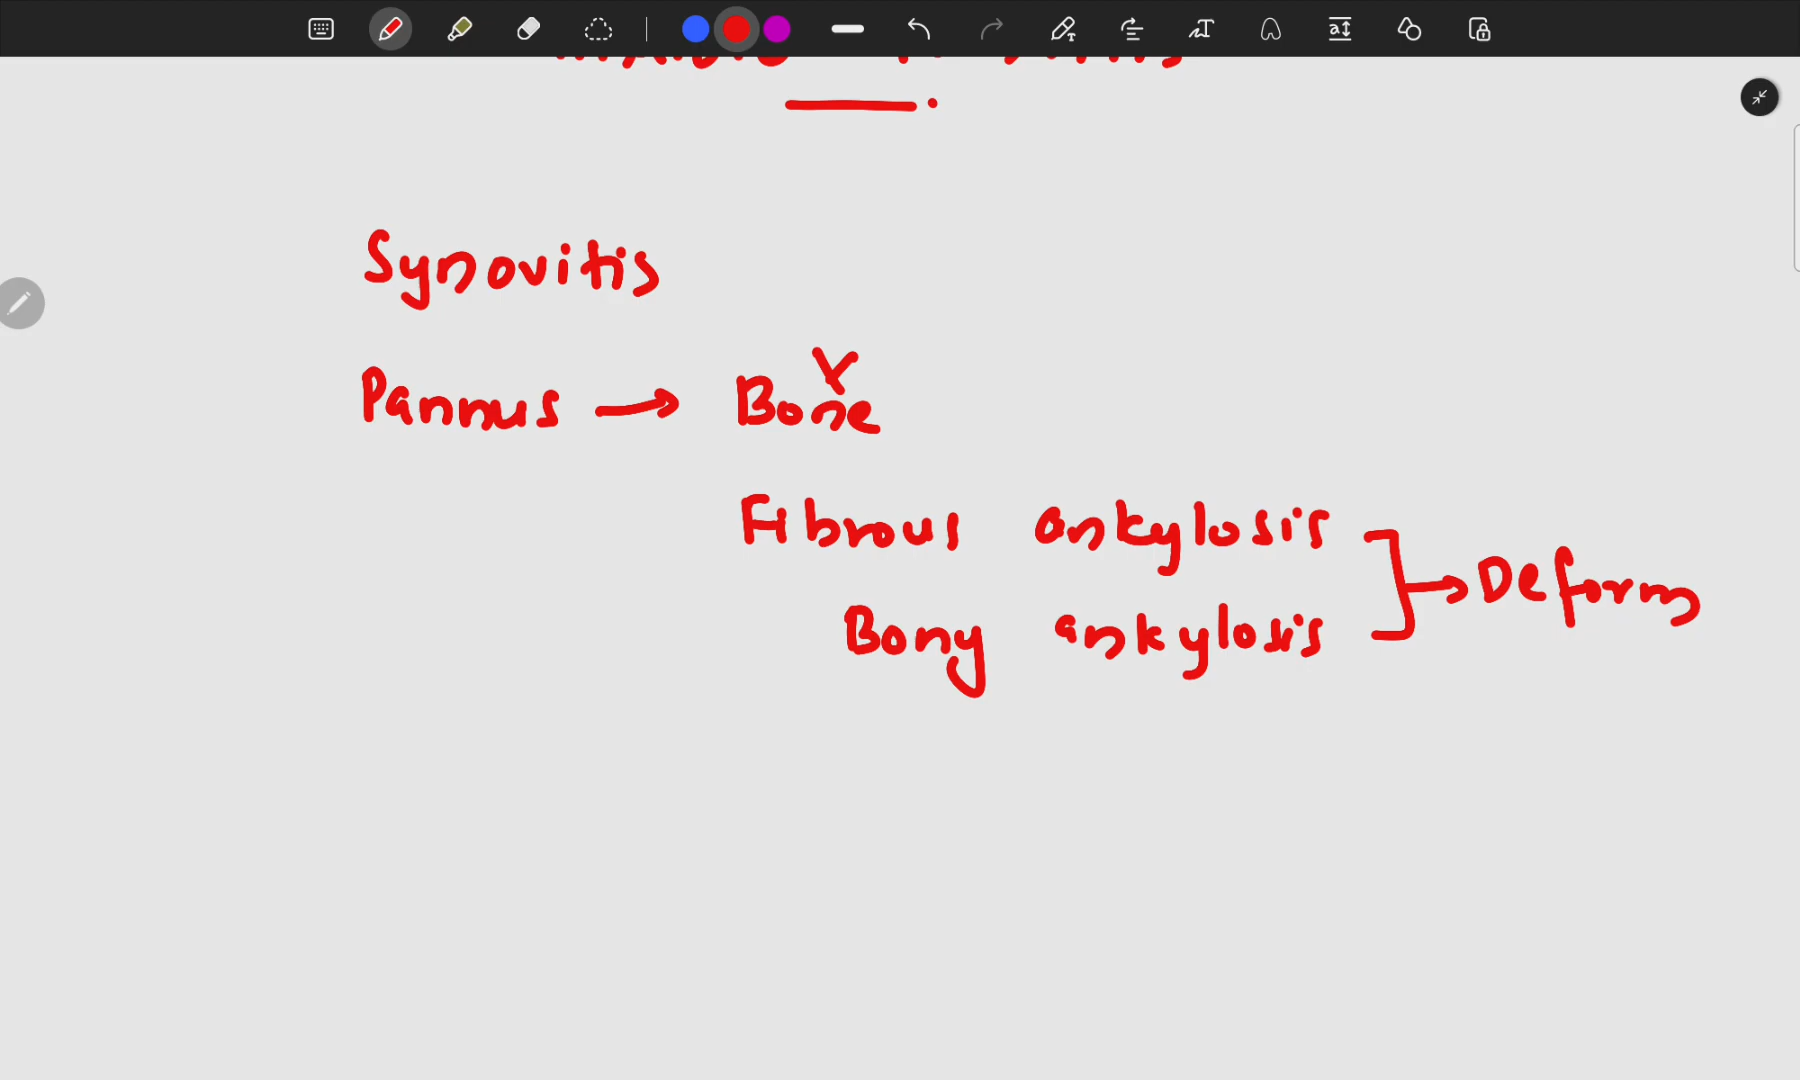 Synovitis
Pannus → Bone
Fibrous ankylosis
Bony ankylosis
→ Deform